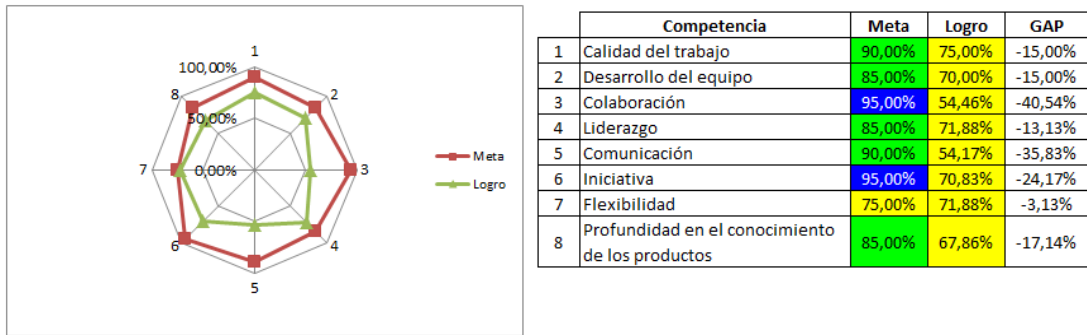 1
100,00%
8
2
50,00%
7
0,00%
3
6
4
5
Meta
Logro
Competencia Meta Logro GAP
1 Calidad del trabajo 90,00% 75,00% -15,00%
2 Desarrollo del equipo 85,00% 70,00% -15,00%
3 Colaboración 95,00% 54,46% -40,54%
4 Liderazgo 85,00% 71,88% -13,13%
5 Comunicación 90,00% 54,17% -35,83%
6 Iniciativa 95,00% 70,83% -24,17%
7 Flexibilidad 75,00% 71,88% -3,13%
8 Profundidad en el conocimiento
de los productos 85,00% 67,86% -17,14%